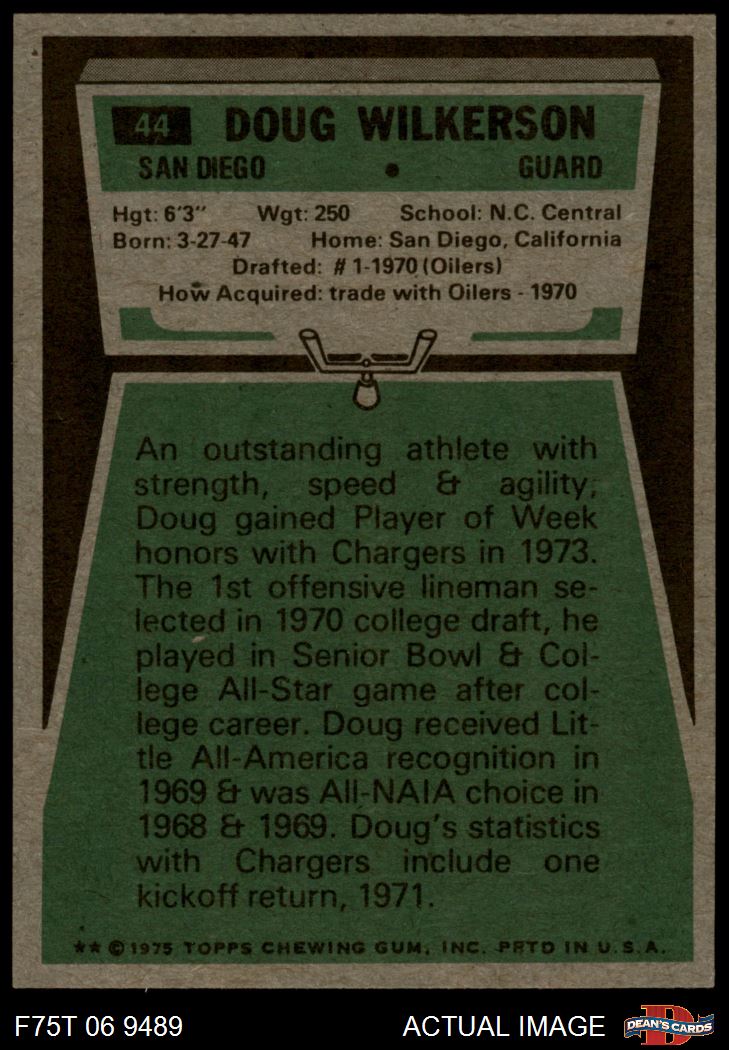 44 DOUG WILKERSON
SAN DIEGO • GUARD
Hgt: 6'3" Wgt: 250 School: N.C. Central
Born: 3-27-47 Home: San Diego, California
Drafted: # 1-1970 (Oilers)
How Acquired: trade with Oilers - 1970
An outstanding athlete with
strength, speed & agility,
Doug gained Player of Week
honors with Chargers in 1973.
The 1st offensive lineman se-
lected in 1970 college draft, he
played in Senior Bowl & Col-
lege All-Star game after col-
lege career. Doug received Lit-
tle All-America recognition in
1969 & was All-NAIA choice in
1968 & 1969. Doug's statistics
with Chargers include one
kickoff return, 1971.
★★ © 1975 TOPPS CHEWING GUM, INC. PRTD IN U.S.A.
F75T 06 9489 ACTUAL IMAGE D DEAN'S CARDS